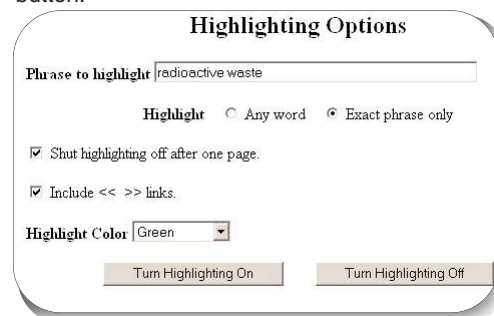 button.
Highlighting Options
Phrase to highlight radioactive waste
Highlight Any word Exact phrase only
Shut highlighting off after one page.
Include << >> links.
Highlight Color Green
Turn Highlighting On Turn Highlighting Off